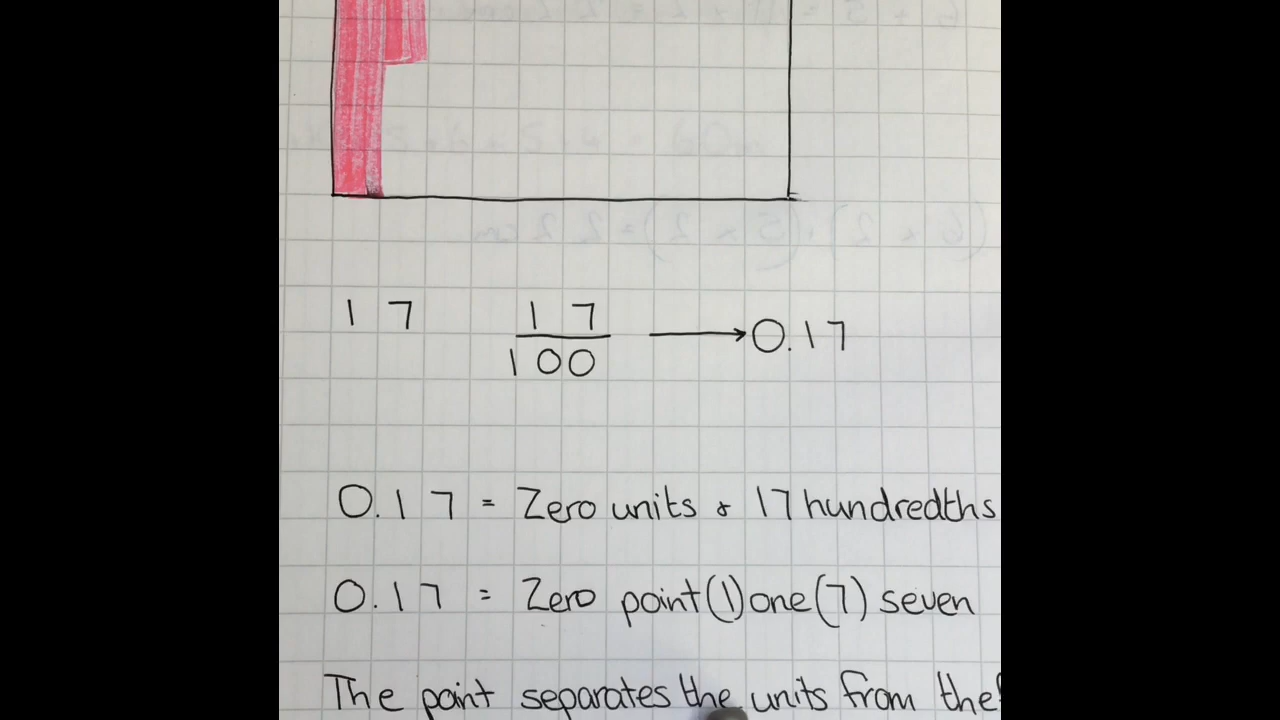 17 17/100 → 0.17
0.17 = Zero units & 17 hundredths
0.17 = Zero point (1) one (7) seven
The point separates the units from the